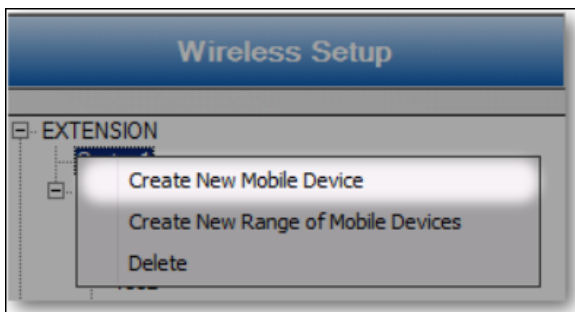 Wireless Setup
EXTENSION
Create New Mobile Device
Create New Range of Mobile Devices
Delete